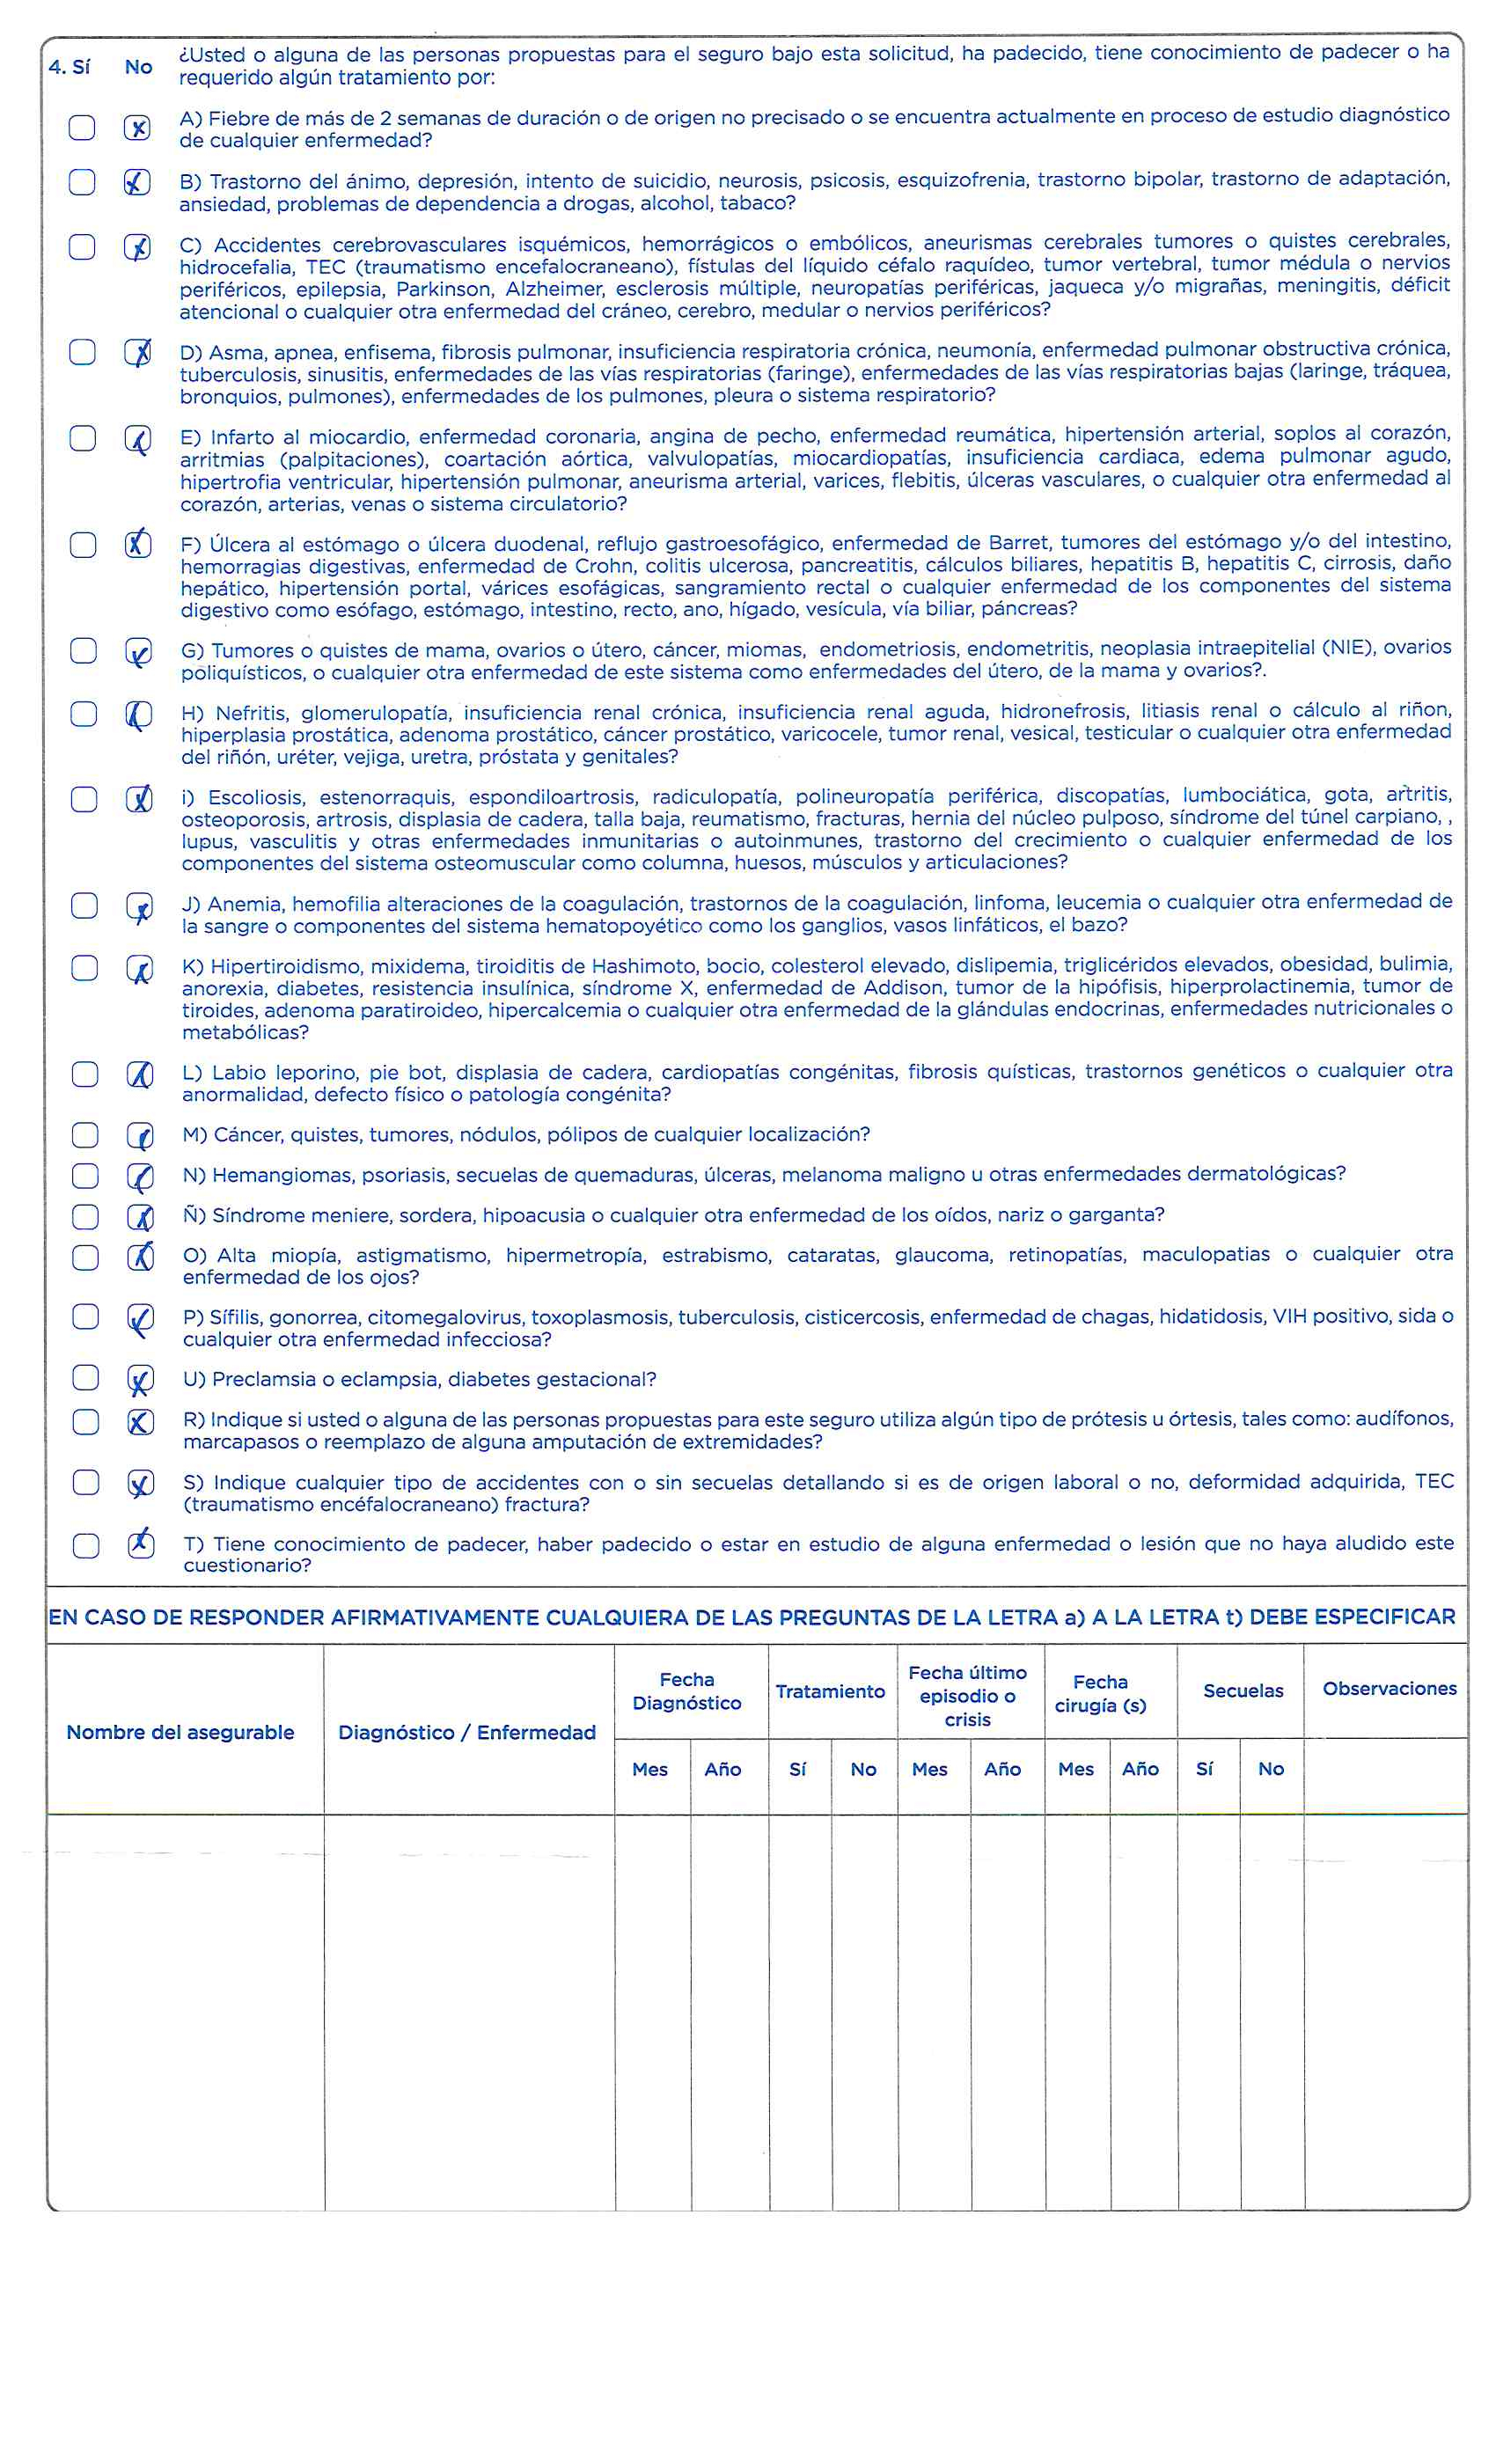 4. Sí No ¿Usted o alguna de las personas propuestas para el seguro bajo esta solicitud, ha padecido, tiene conocimiento de padecer o ha
requerido algún tratamiento por:
A) Fiebre de más de 2 semanas de duración o de origen no precisado o se encuentra actualmente en proceso de estudio diagnóstico
de cualquier enfermedad?
B) Trastorno del ánimo, depresión, intento de suicidio, neurosis, psicosis, esquizofrenia, trastorno bipolar, trastorno de adaptación,
ansiedad, problemas de dependencia a drogas, alcohol, tabaco?
C) Accidentes cerebrovasculares isquémicos, hemorrágicos o embólicos, aneurismas cerebrales tumores o quistes cerebrales,
hidrocefalia, TEC (traumatismo encefalocraneano), fístulas del líquido céfalo raquídeo, tumor vertebral, tumor médula o nervios
periféricos, epilepsia, Parkinson, Alzheimer, esclerosis múltiple, neuropatías periféricas, jaqueca y/o migrañas, meningitis, déficit
atencional o cualquier otra enfermedad del cráneo, cerebro, medular o nervios periféricos?
D) Asma, apnea, enfisema, fibrosis pulmonar, insuficiencia respiratoria crónica, neumonía, enfermedad pulmonar obstructiva crónica,
tuberculosis, sinusitis, enfermedades de las vías respiratorias (faringe), enfermedades de las vías respiratorias bajas (laringe, tráquea,
bronquios, pulmones), enfermedades de los pulmones, pleura o sistema respiratorio?
E) Infarto al miocardio, enfermedad coronaria, angina de pecho, enfermedad reumática, hipertensión arterial, soplos al corazón,
arritmias (palpitaciones), coartación aórtica, valvulopatías, miocardiopatías, insuficiencia cardiaca, edema pulmonar agudo,
hipertrofia ventricular, hipertensión pulmonar, aneurisma arterial, varices, flebitis, úlceras vasculares, o cualquier otra enfermedad al
corazón, arterias, venas o sistema circulatorio?
F) Úlcera al estómago o úlcera duodenal, reflujo gastroesofágico, enfermedad de Barret, tumores del estómago y/o del intestino,
hemorragias digestivas, enfermedad de Crohn, colitis ulcerosa, pancreatitis, cálculos biliares, hepatitis B, hepatitis C, cirrosis, daño
hepático, hipertensión portal, várices esofágicas, sangramiento rectal o cualquier enfermedad de los componentes del sistema
digestivo como esófago, estómago, intestino, recto, ano, hígado, vesícula, vía biliar, páncreas?
G) Tumores o quistes de mama, ovarios o útero, cáncer, miomas, endometriosis, endometritis, neoplasia intraepitelial (NIE), ovarios
poliquísticos, o cualquier otra enfermedad de este sistema como enfermedades del útero, de la mama y ovarios?.
H) Nefritis, glomerulopatía, insuficiencia renal crónica, insuficiencia renal aguda, hidronefrosis, litiasis renal o cálculo al riñon,
hiperplasia prostática, adenoma prostático, cáncer prostático, varicocele, tumor renal, vesical, testicular o cualquier otra enfermedad
del riñón, uréter, vejiga, uretra, próstata y genitales?
i) Escoliosis, estenorraquis, espondiloartrosis, radiculopatía, polineuropatía periférica, discopatías, lumbociática, gota, artritis,
osteoporosis, artrosis, displasia de cadera, talla baja, reumatismo, fracturas, hernia del núcleo pulposo, síndrome del túnel carpiano, ,
lupus, vasculitis y otras enfermedades inmunitarias o autoinmunes, trastorno del crecimiento o cualquier enfermedad de los
componentes del sistema osteomuscular como columna, huesos, músculos y articulaciones?
J) Anemia, hemofilia alteraciones de la coagulación, trastornos de la coagulación, linfoma, leucemia o cualquier otra enfermedad de
la sangre o componentes del sistema hematopoyético como los ganglios, vasos linfáticos, el bazo?
K) Hipertiroidismo, mixidema, tiroiditis de Hashimoto, bocio, colesterol elevado, dislipemia, triglicéridos elevados, obesidad, bulimia,
anorexia, diabetes, resistencia insulínica, síndrome X, enfermedad de Addison, tumor de la hipófisis, hiperprolactinemia, tumor de
tiroides, adenoma paratiroideo, hipercalcemia o cualquier otra enfermedad de la glándulas endocrinas, enfermedades nutricionales o
metabólicas?
L) Labio leporino, pie bot, displasia de cadera, cardiopatías congénitas, fibrosis quísticas, trastornos genéticos o cualquier otra
anormalidad, defecto físico o patología congénita?
M) Cáncer, quistes, tumores, nódulos, pólipos de cualquier localización?
N) Hemangiomas, psoriasis, secuelas de quemaduras, úlceras, melanoma maligno u otras enfermedades dermatológicas?
Ñ) Síndrome meniere, sordera, hipoacusia o cualquier otra enfermedad de los oídos, nariz o garganta?
O) Alta miopía, astigmatismo, hipermetropía, estrabismo, cataratas, glaucoma, retinopatías, maculopatias o cualquier otra
enfermedad de los ojos?
P) Sífilis, gonorrea, citomegalovirus, toxoplasmosis, tuberculosis, cisticercosis, enfermedad de chagas, hidatidosis, VIH positivo, sida o
cualquier otra enfermedad infecciosa?
U) Preclamsia o eclampsia, diabetes gestacional?
R) Indique si usted o alguna de las personas propuestas para este seguro utiliza algún tipo de prótesis u órtesis, tales como: audífonos,
marcapasos o reemplazo de alguna amputación de extremidades?
S) Indique cualquier tipo de accidentes con o sin secuelas detallando si es de origen laboral o no, deformidad adquirida, TEC
(traumatismo encéfalocraneano) fractura?
T) Tiene conocimiento de padecer, haber padecido o estar en estudio de alguna enfermedad o lesión que no haya aludido este
cuestionario?
EN CASO DE RESPONDER AFIRMATIVAMENTE CUALQUIERA DE LAS PREGUNTAS DE LA LETRA a) A LA LETRA t) DEBE ESPECIFICAR
Nombre del asegurable
Diagnóstico / Enfermedad
Fecha
Diagnóstico
Tratamiento
Fecha último
episodio o
crisis
Fecha
cirugía (s)
Secuelas
Observaciones
Mes Año Sí No Mes Año Mes Año Sí No